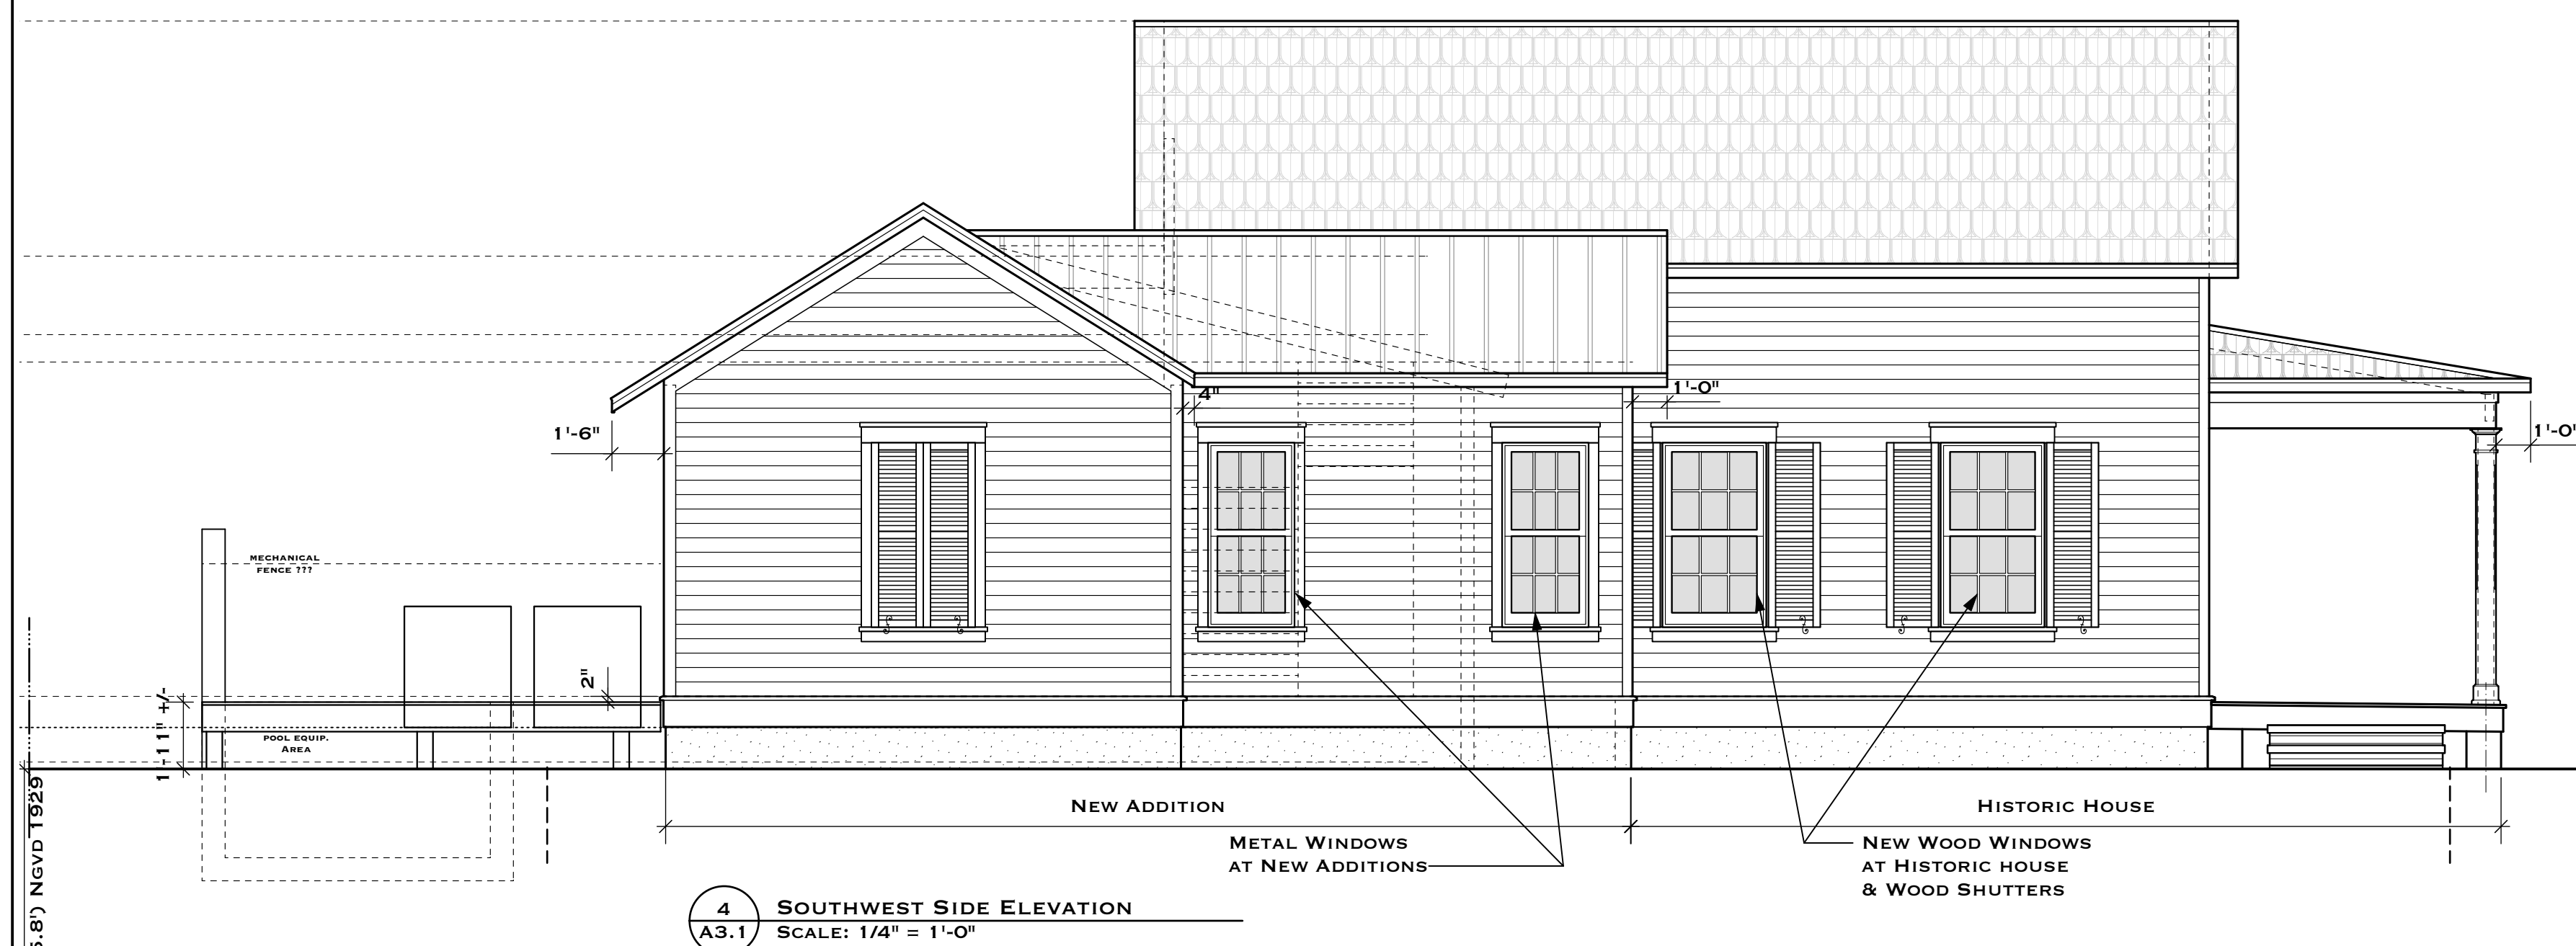 4"
1'-0"
1'-6"
1'-0"
MECHANICAL
FENCE ???
2"
1'-11" +/-
POOL EQUIP.
AREA
NGVD 1929
NEW ADDITION
HISTORIC HOUSE
METAL WINDOWS
AT NEW ADDITIONS
NEW WOOD WINDOWS
AT HISTORIC HOUSE
& WOOD SHUTTERS
4
A3.1
SOUTHWEST SIDE ELEVATION
SCALE: 1/4" = 1'-0"